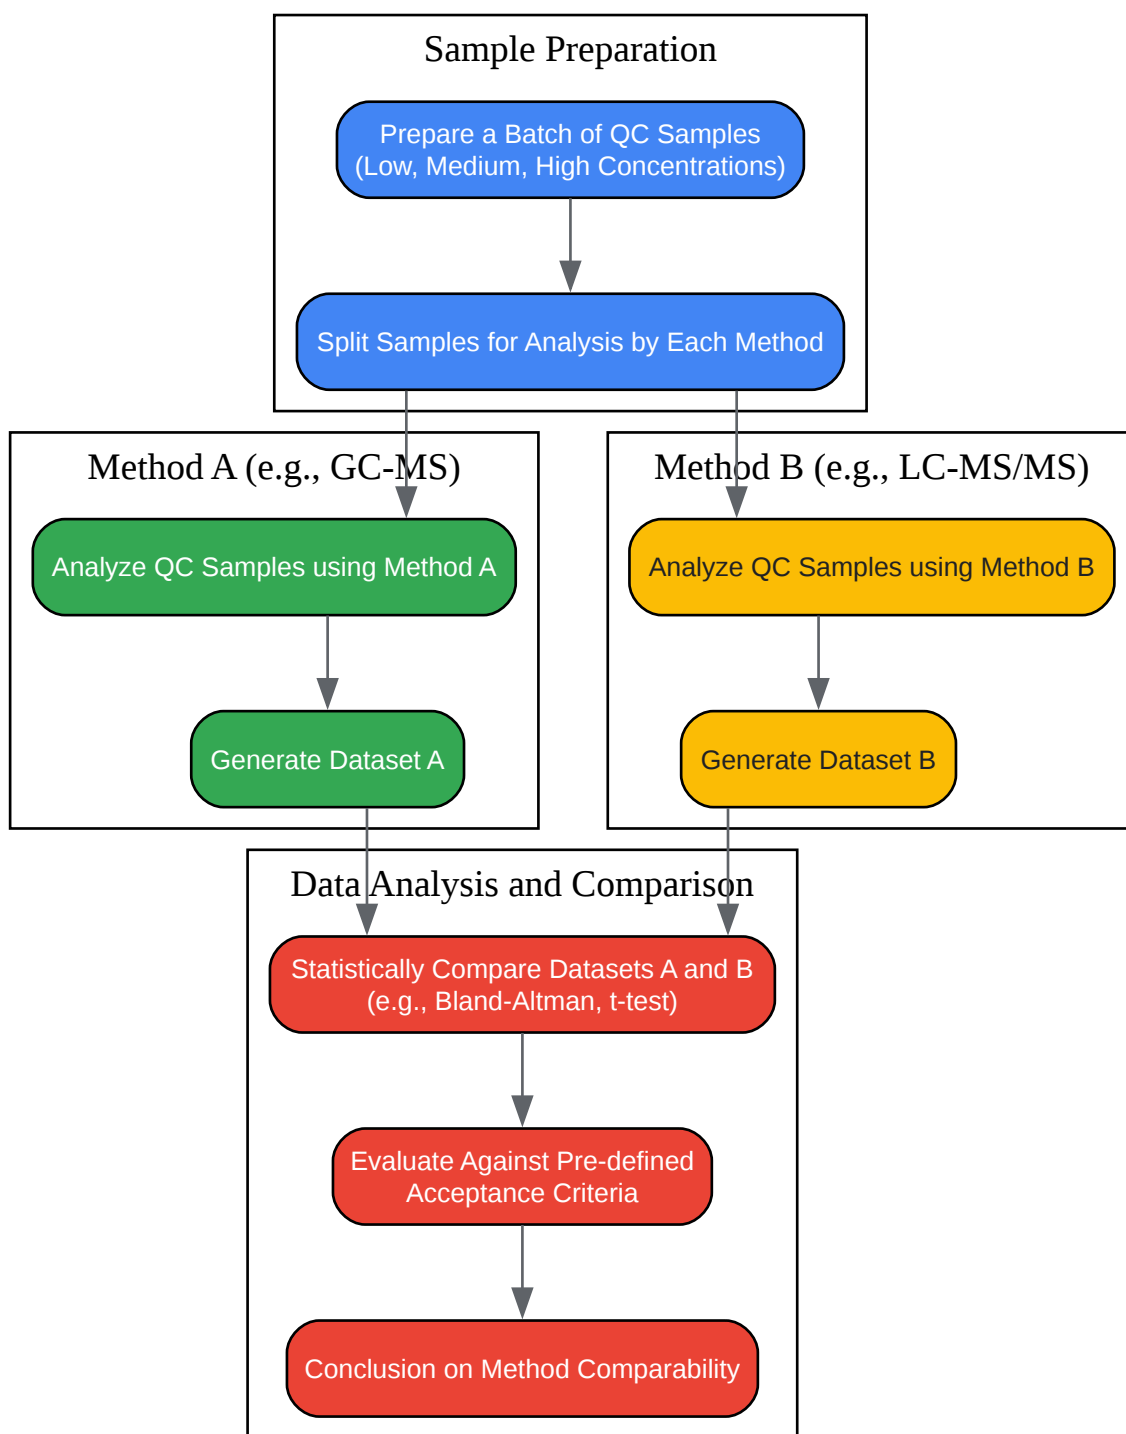 Sample Preparation
Prepare a Batch of QC Samples
(Low, Medium, High Concentrations)
Split Samples for Analysis by Each Method
Method A (e.g., GC-MS)
Analyze QC Samples using Method A
Generate Dataset A
Method B (e.g., LC-MS/MS)
Analyze QC Samples using Method B
Generate Dataset B
Data Analysis and Comparison
Statistically Compare Datasets A and B
(e.g., Bland-Altman, t-test)
Evaluate Against Pre-defined
Acceptance Criteria
Conclusion on Method Comparability